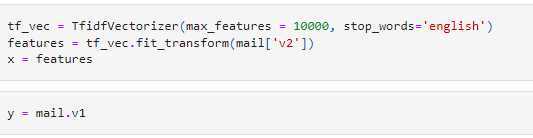 tf_vec = TfidfVectorizer(max_features = 10000, stop_words='english')
features = tf_vec.fit_transform(mail['v2'])
x = features
y = mail.v1